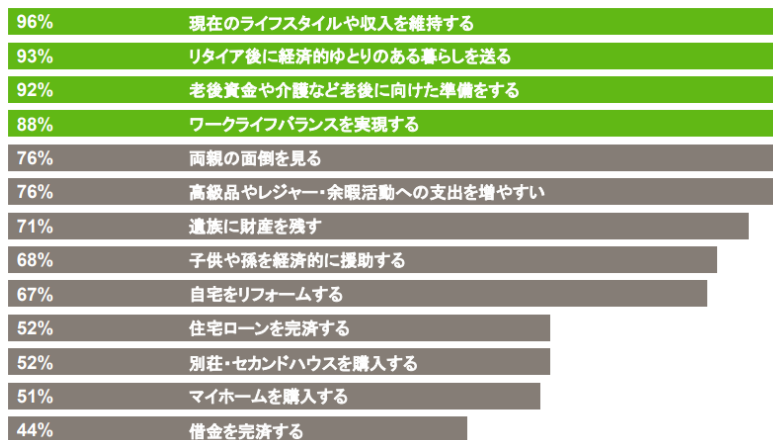 96% 現在のライフスタイルや収入を維持する
93% リタイア後に経済的ゆとりのある暮らしを送る
92% 老後資金や介護など老後に向けた準備をする
88% ワークライフバランスを実現する
76% 両親の面倒を見る
76% 高級品やレジャー・余暇活動への支出を増やすい
71% 遺族に財産を残す
68% 子供や孫を経済的に援助する
67% 自宅をリフォームする
52% 住宅ローンを完済する
52% 別荘・セカンドハウスを購入する
51% マイホームを購入する
44% 借金を完済する